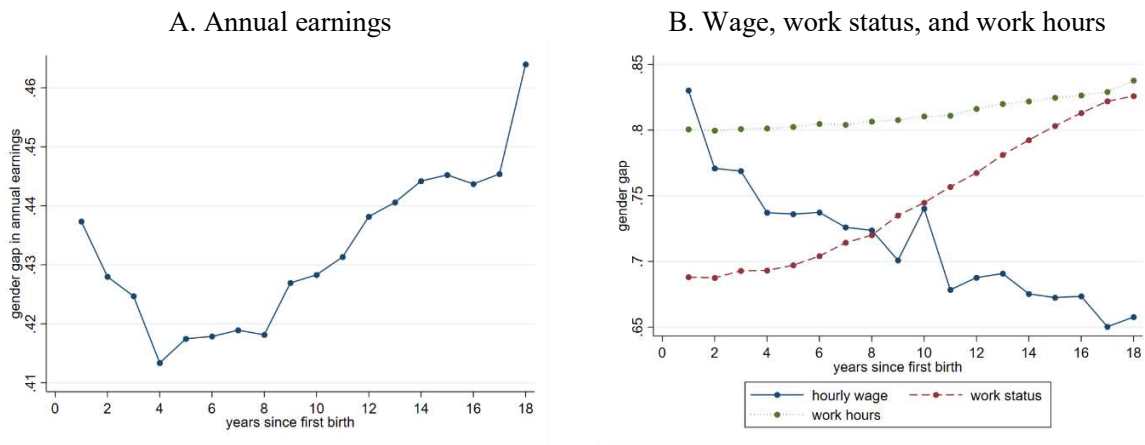 A. Annual earnings
B. Wage, work status, and work hours
gender gap in annual earnings
.46
.45
.44
.43
.42
.41
0 2 4 6 8 10 12 14 16 18
years since first birth
gender gap
.85
.8
.75
.7
.65
0 2 4 6 8 10 12 14 16 18
years since first birth
hourly wage work status
work hours